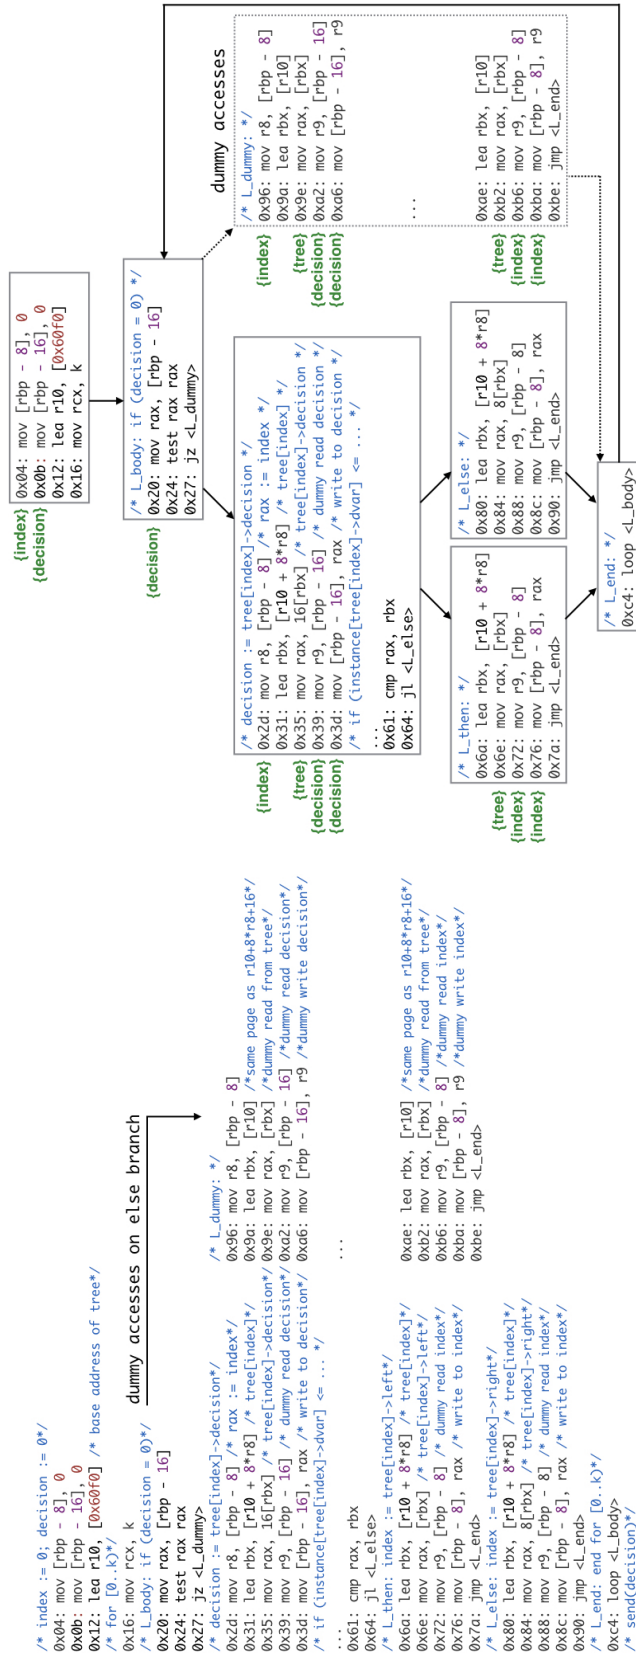 /* index := 0; decision := 0*/
0x04: mov [rbp - 8], 0
0x0b: mov [rbp - 16], 0
0x12: lea r10, [0x60f0] /* base address of tree*/
/* for [0..k)*/
0x16: mov rcx, k
/* L_body: if (decision = 0)*/
0x20: mov rax, [rbp - 16]
0x24: test rax rax
0x27: jz <L_dummy>
/* decision := tree[index]->decision*/
0x2d: mov r8, [rbp - 8] /* rax := index*/
0x31: lea rbx, [r10 + 8*r8] /* tree[index]*/
0x35: mov rax, 16[rbx] /* tree[index]->decision*/
0x39: mov r9, [rbp - 16] /* dummy read decision*/
0x3d: mov [rbp - 16], rax /* write to decision*/
/* if (instance[tree[index]->dvar] <= ... */
...
0x61: cmp rax, rbx
0x64: jl <L_else>
/* L_then: index := tree[index]->left*/
0x6a: lea rbx, [r10 + 8*r8] /* tree[index]*/
0x6e: mov rax, [rbx] /* tree[index]->left*/
0x72: mov r9, [rbp - 8] /* dummy read index*/
0x76: mov [rbp - 8], rax /* write to index*/
0x7a: jmp <L_end>
/* L_else: index := tree[index]->right*/
0x80: lea rbx, [r10 + 8*r8] /* tree[index]*/
0x84: mov rax, 8[rbx] /* tree[index]->right*/
0x88: mov r9, [rbp - 8] /* dummy read index*/
0x8c: mov [rbp - 8], rax /* write to index*/
0x90: jmp <L_end>
/* L_end: end for [0..k)*/
0xc4: loop <L_body>
/* send(decision)*/
dummy accesses on else branch
/* L_dummy: */
0x96: mov r8, [rbp - 8]
0x9a: lea rbx, [r10] /*same page as r10+8*r8+16*/
0x9e: mov rax, [rbx] /*dummy read from tree*/
0xa2: mov r9, [rbp - 16] /*dummy read decision*/
0xa6: mov [rbp - 16], r9 /*dummy write decision*/
...
0xae: lea rbx, [r10] /*same page as r10+8*r8+16*/
0xb2: mov rax, [rbx] /*dummy read from tree*/
0xb6: mov r9, [rbp - 8] /*dummy read index*/
0xba: mov [rbp - 8], r9 /*dummy write index*/
0xbe: jmp <L_end>
{index} 0x04: mov [rbp - 8], 0
{decision} 0x0b: mov [rbp - 16], 0
0x12: lea r10, [0x60f0]
0x16: mov rcx, k
/* L_body: if (decision = 0) */
{decision} 0x20: mov rax, [rbp - 16]
0x24: test rax rax
0x27: jz <L_dummy>
/* decision := tree[index]->decision */
{index} 0x2d: mov r8, [rbp - 8] /* rax := index */
0x31: lea rbx, [r10 + 8*r8] /* tree[index] */
{tree} 0x35: mov rax, 16[rbx] /* tree[index]->decision */
{decision} 0x39: mov r9, [rbp - 16] /* dummy read decision */
{decision} 0x3d: mov [rbp - 16], rax /* write to decision */
/* if (instance[tree[index]->dvar] <= ... */
...
0x61: cmp rax, rbx
0x64: jl <L_else>
/* L_then: */
0x6a: lea rbx, [r10 + 8*r8]
{tree} 0x6e: mov rax, [rbx]
{index} 0x72: mov r9, [rbp - 8]
{index} 0x76: mov [rbp - 8], rax
0x7a: jmp <L_end>
/* L_else: */
0x80: lea rbx, [r10 + 8*r8]
0x84: mov rax, 8[rbx]
0x88: mov r9, [rbp - 8]
0x8c: mov [rbp - 8], rax
0x90: jmp <L_end>
dummy accesses
/* L_dummy: */
{index} 0x96: mov r8, [rbp - 8]
0x9a: lea rbx, [r10]
{tree} 0x9e: mov rax, [rbx]
{decision} 0xa2: mov r9, [rbp - 16]
{decision} 0xa6: mov [rbp - 16], r9
...
0xae: lea rbx, [r10]
{tree} 0xb2: mov rax, [rbx]
{index} 0xb6: mov r9, [rbp - 8]
{index} 0xba: mov [rbp - 8], r9
0xbe: jmp <L_end>
/* L_end: */
0xc4: loop <L_body>